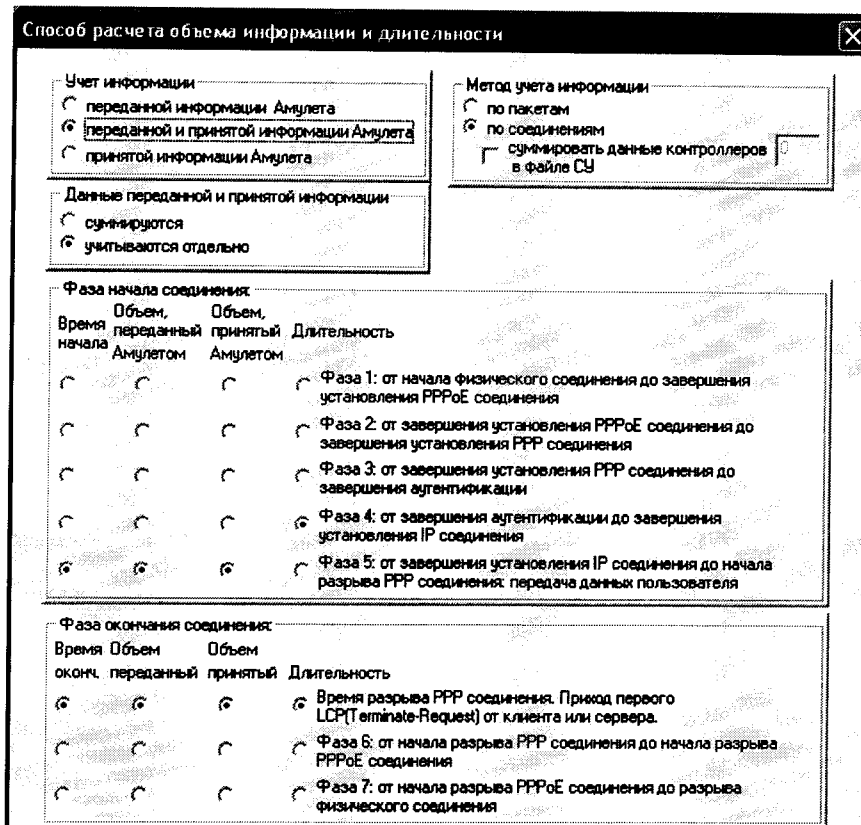 Способ расчета объема информации и длительности
Учет информации
переданной информации Амулета
переданной и принятой информации Амулета
принятой информации Амулета
Метод учета информации
по пакетам
по соединениям
суммировать данные контроллеров
в файле СУ
0
Данные переданной и принятой информации
суммируются
учитываются отдельно
Фаза начала соединения:
Время начала
Объем, переданный Амулетом
Объем, принятый Амулетом
Длительность
Фаза 1: от начала физического соединения до завершения
установления PPPoE соединения
Фаза 2: от завершения установления PPPoE соединения до
завершения установления PPP соединения
Фаза 3: от завершения установления PPP соединения до
завершения аутентификации
Фаза 4: от завершения аутентификации до завершения
установления IP соединения
Фаза 5: от завершения установления IP соединения до начала
разрыва PPP соединения: передача данных пользователя
Фаза окончания соединения:
Время оконч.
Объем переданный
Объем принятый
Длительность
Время разрыва PPP соединения. Приход первого
LCP(Terminate-Request) от клиента или сервера.
Фаза 6: от начала разрыва PPP соединения до начала разрыва
PPPoE соединения
Фаза 7: от начала разрыва PPPoE соединения до разрыва
физического соединения